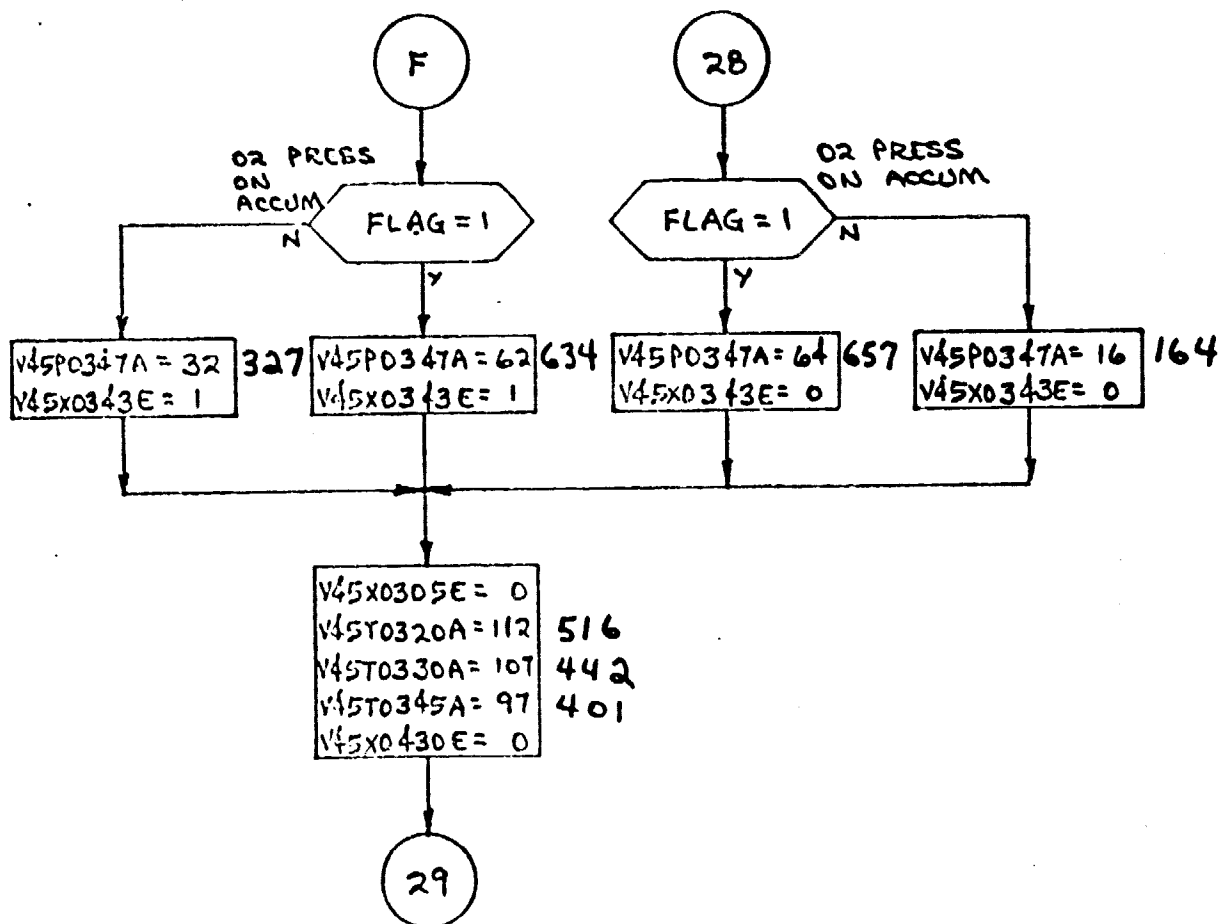 F
28
O2 PRESS
ON
ACCUM
FLAG = 1
N
Y
O2 PRESS
ON ACCUM
FLAG = 1
N
Y
V45P0347A = 32 327
V45X0343E = 1
V45P0347A = 62 634
V45X0343E = 1
V45P0347A = 64 657
V45X0343E = 0
V45P0347A = 16 164
V45X0343E = 0
V45X0305E = 0
V45T0320A = 112 516
V45T0330A = 107 442
V45T0345A = 97 401
V45X0430E = 0
29